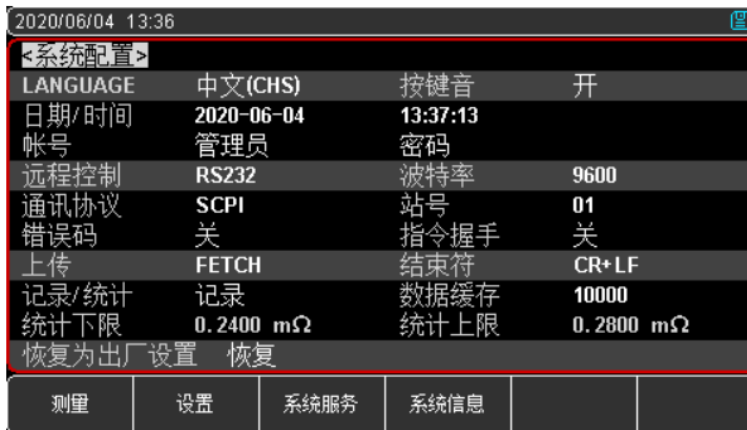 2020/06/04 13:36
<系统配置>
LANGUAGE 中文(CHS) 按键音 开
日期/时间 2020-06-04 13:37:13
帐号 管理员 密码
远程控制 RS232 波特率 9600
通讯协议 SCPI 站号 01
错误码 关 指令握手 关
上传 FETCH 结束符 CR+LF
记录/统计 记录 数据缓存 10000
统计下限 0.2400 mΩ 统计上限 0.2800 mΩ
恢复为出厂设置 恢复
测量 设置 系统服务 系统信息